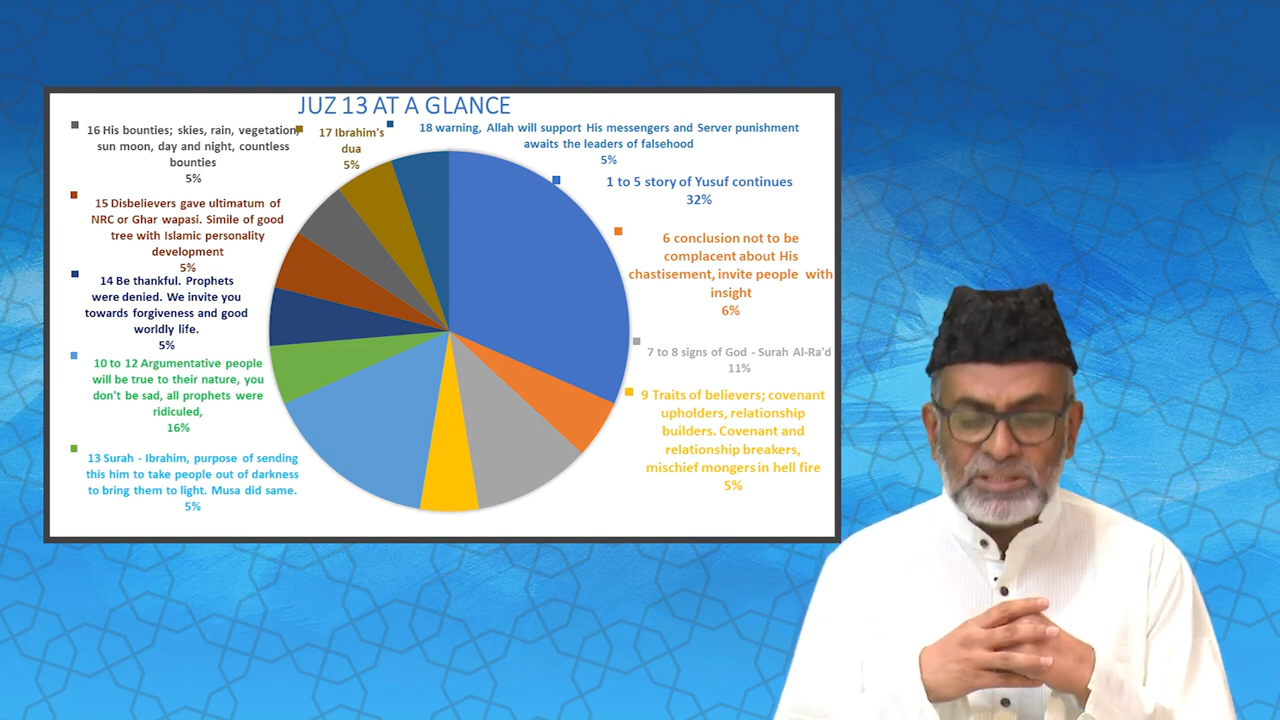 JUZ 13 AT A GLANCE
16 His bounties; skies, rain, vegetation,
sun moon, day and night, countless
bounties
5%
17 Ibrahim's
dua
5%
18 warning, Allah will support His messengers and Server punishment
awaits the leaders of falsehood
5%
1 to 5 story of Yusuf continues
32%
6 conclusion not to be
complacent about His
chastisement, invite people with
insight
6%
7 to 8 signs of God - Surah Al-Ra'd
11%
9 Traits of believers; covenant
upholders, relationship
builders. Covenant and
relationship breakers,
mischief mongers in hell fire
5%
15 Disbelievers gave ultimatum of
NRC or Ghar wapasi. Simile of good
tree with Islamic personality
development
5%
14 Be thankful. Prophets
were denied. We invite you
towards forgiveness and good
worldly life.
5%
10 to 12 Argumentative people
will be true to their nature, you
don't be sad, all prophets were
ridiculed,
16%
13 Surah - Ibrahim, purpose of sending
this him to take people out of darkness
to bring them to light. Musa did same.
5%